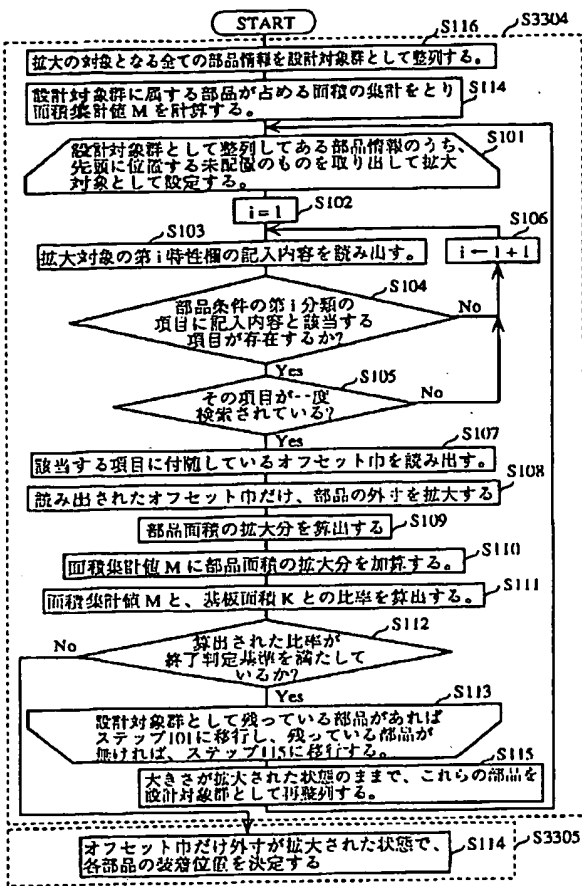 START
S3304
S116
拡大の対象となる全ての部品情報を設計対象群として整列する。
S114
設計対象群に属する部品が占める面積の集計をとり
面積集計値Mを計算する。
S101
設計対象群として整列してある部品情報のうち、
先頭に位置する未配置のものを取り出して拡大
対象として設定する。
i=1
S102
S103
拡大対象の第i特性欄の記入内容を読み出す。
S106
i←1+1
S104
部品条件の第i分類の
項目に記入内容と該当する
項目が存在するか?
No
Yes
S105
その項目が一度
検索されている?
No
Yes
S107
該当する項目に付随しているオフセット巾を読み出す。
S108
読み出されたオフセット巾だけ、部品の外寸を拡大する
部品面積の拡大分を算出する
S109
面積集計値Mに部品面積の拡大分を加算する。
S110
面積集計値Mと、基板面積Kとの比率を算出する。
S111
算出された比率が
終了判定基準を満たして
いるか?
S112
No
Yes
S113
設計対象群として残っている部品があれば
ステップ101に移行し、残っている部品が
無ければ、ステップ115に移行する。
S115
大きさが拡大された状態のままで、これらの部品を
設計対象群として再整列する。
オフセット巾だけ外寸が拡大された状態で、
各部品の装着位置を決定する
S114
S3305